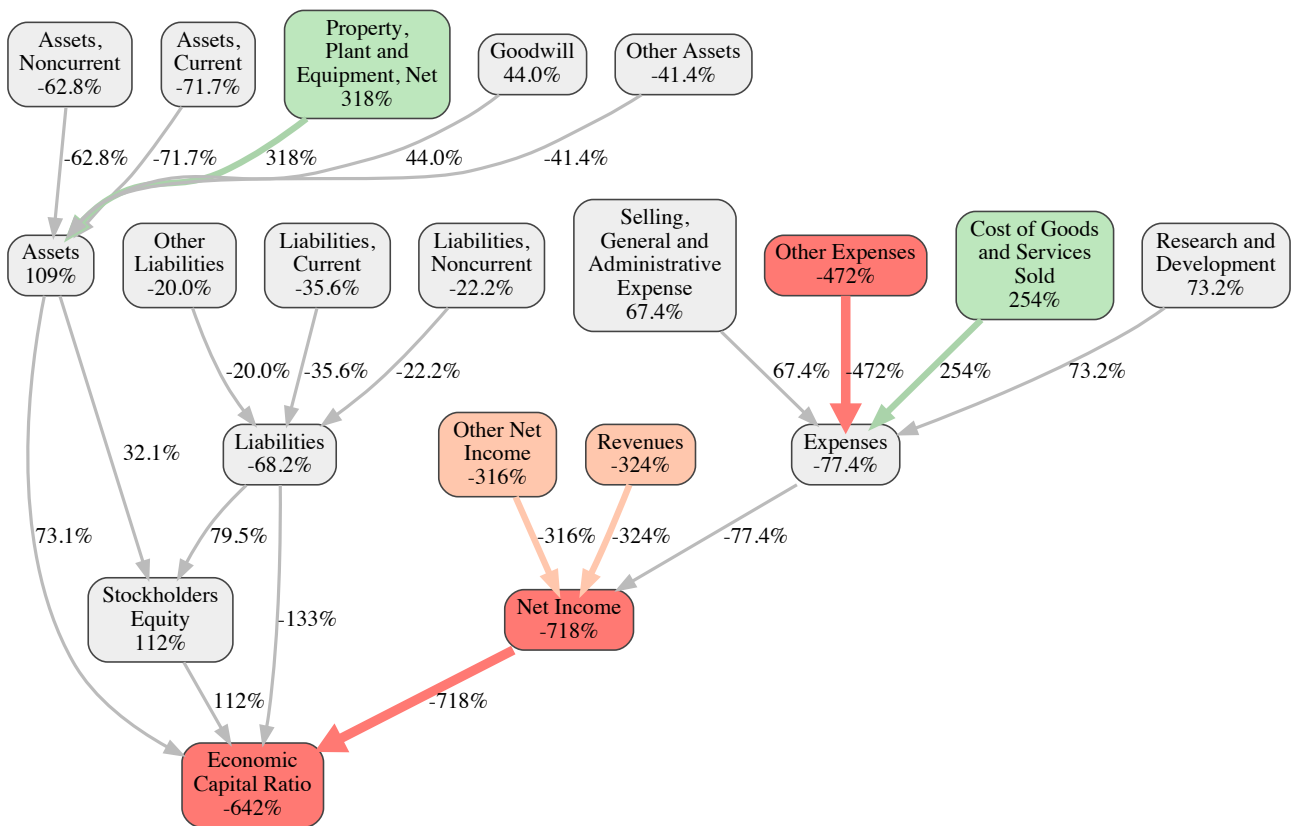 Assets,
Noncurrent
-62.8%
Assets,
Current
-71.7%
Property,
Plant and
Equipment, Net
318%
Goodwill
44.0%
Other Assets
-41.4%
-62.8%
-71.7%
318%
44.0%
-41.4%
Assets
109%
Other
Liabilities
-20.0%
Liabilities,
Current
-35.6%
Liabilities,
Noncurrent
-22.2%
Selling,
General and
Administrative
Expense
67.4%
Other Expenses
-472%
Cost of Goods
and Services
Sold
254%
Research and
Development
73.2%
-20.0%
-35.6%
-22.2%
67.4%
-472%
254%
73.2%
32.1%
Liabilities
-68.2%
Other Net
Income
-316%
Revenues
-324%
Expenses
-77.4%
73.1%
79.5%
-316%
-324%
-77.4%
Stockholders
Equity
112%
-133%
Net Income
-718%
112%
-718%
Economic
Capital Ratio
-642%